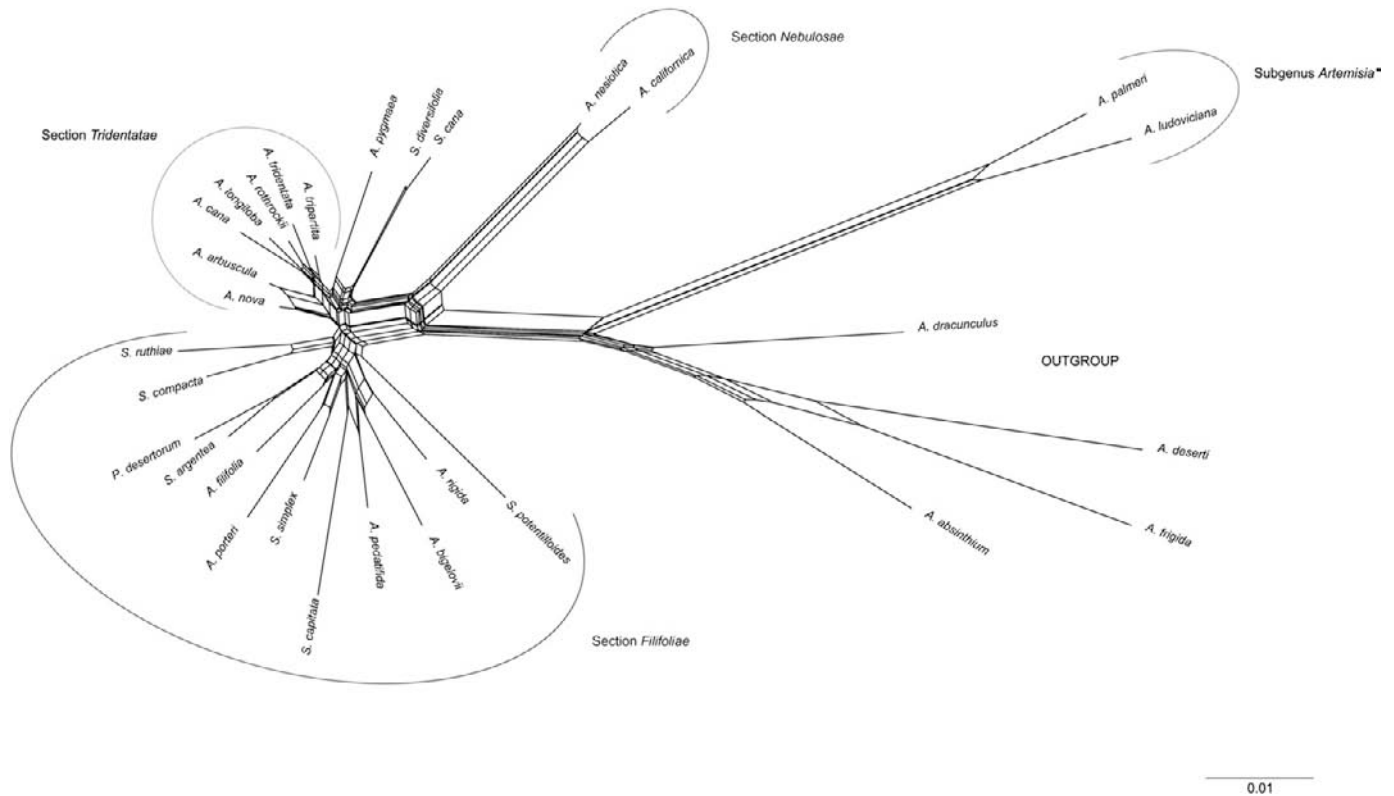 Section Nebulosae
A. nesiotica
A. californica
Subgenus Artemisia
A. palmeri
A. ludoviciana
Section Tridentatae
A. pygmaea
S. diversifolia
S. cana
A. tripartita
A. tridentata
A. rothrockii
A. longiloba
A. cana
A. arbuscula
A. nova
S. ruthiae
S. compacta
P. desertorum
S. argentea
A. filifolia
A. porteri
S. simplex
S. capitata
A. pedatifida
A. bigelovii
A. rigida
S. potentilloides
Section Filifoliae
A. dracunculus
OUTGROUP
A. deserti
A. frigida
A. absinthium
0.01